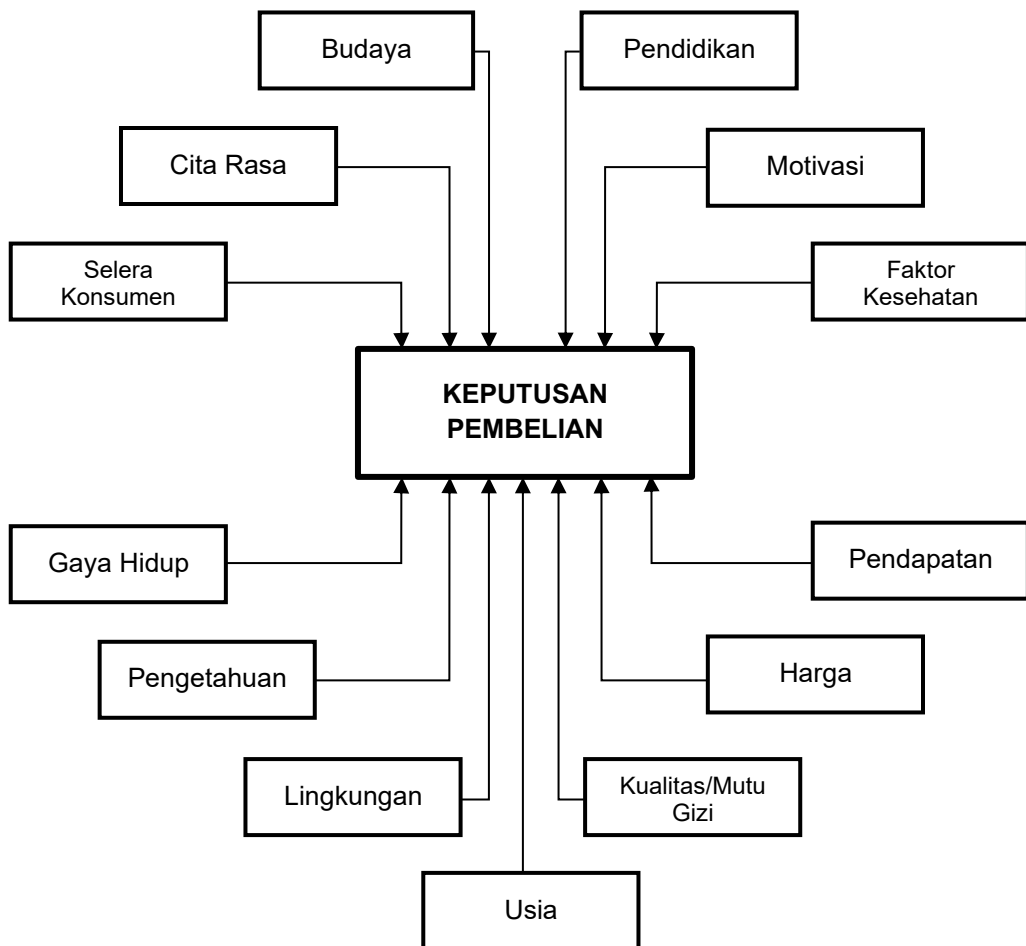 Budaya
Pendidikan
Cita Rasa
Motivasi
Selera
Konsumen
Faktor
Kesehatan
KEPUTUSAN
PEMBELIAN
Gaya Hidup
Pendapatan
Pengetahuan
Harga
Lingkungan
Kualitas/Mutu
Gizi
Usia